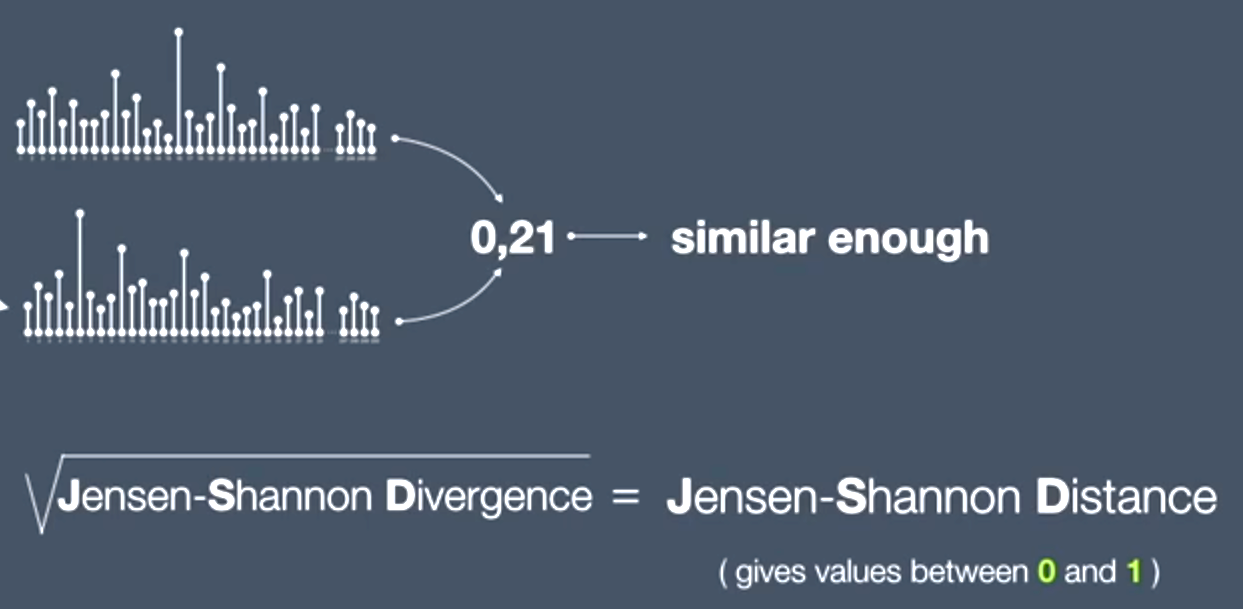 0,21
similar enough
√Jensen-Shannon Divergence = Jensen-Shannon Distance
( gives values between 0 and 1 )